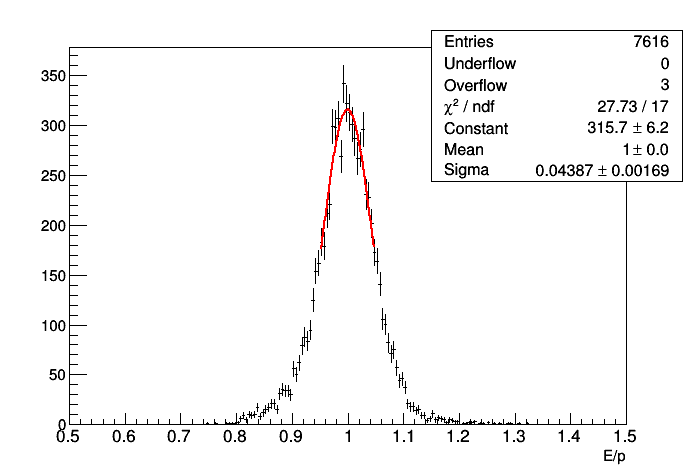 Entries 7616
Underflow 0
Overflow 3
χ² / ndf 27.73 / 17
Constant 315.7 ± 6.2
Mean 1 ± 0.0
Sigma 0.04387 ± 0.00169
350
300
250
200
150
100
50
0
0.5 0.6 0.7 0.8 0.9 1 1.1 1.2 1.3 1.4 1.5
E/p